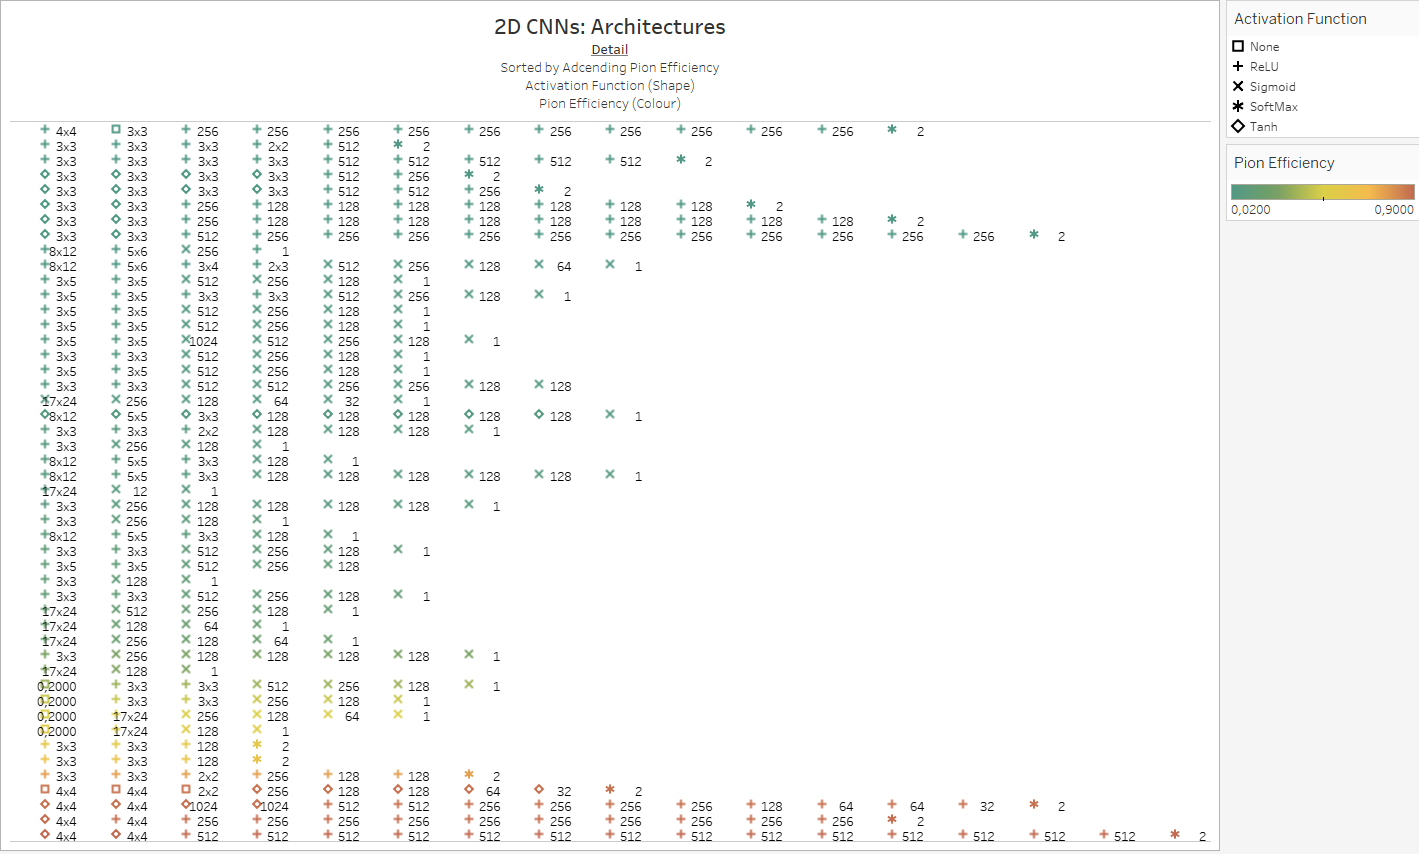 2D CNNs: Architectures
Detail
Sorted by Adcending Pion Efficiency
Activation Function (Shape)
Pion Efficiency (Colour)
4x4 3x3 256 256 256 256 256 256 256 256 256 256 2
3x3 3x3 3x3 2x2 512 2
3x3 3x3 3x3 3x3 512 512 512 512 512 2
3x3 3x3 3x3 3x3 512 256 2
3x3 3x3 3x3 3x3 512 512 256 2
3x3 3x3 256 128 128 128 128 128 128 128 2
3x3 3x3 256 128 128 128 128 128 128 128 128 128 2
3x3 3x3 512 256 256 256 256 256 256 256 256 256 256 256 2
8x12 5x6 256 1
8x12 5x6 3x4 2x3 512 256 128 64 1
3x5 3x5 512 256 128 1
3x5 3x5 3x3 3x3 512 256 128 1
3x5 3x5 512 256 128 1
3x5 3x5 512 256 128 1
3x5 3x5 1024 512 256 128 1
3x3 3x3 512 256 128 1
3x5 3x5 512 256 128 1
3x3 3x3 512 512 256 256 128 128
17x24 256 128 64 32 1
8x12 5x5 3x3 128 128 128 128 128 1
3x3 3x3 2x2 128 128 128 1
3x3 256 128 1
8x12 5x5 3x3 128 1
8x12 5x5 3x3 128 128 128 128 128 1
17x24 12 1
3x3 256 128 128 128 128 1
3x3 256 128 1
8x12 5x5 3x3 128 1
3x3 3x3 512 256 128 1
3x5 3x5 512 256 128
3x3 128 1
3x3 3x3 512 256 128 1
17x24 512 256 128 1
17x24 128 64 1
17x24 256 128 64 1
3x3 256 128 128 128 128 1
17x24 128 1
0,2000 3x3 3x3 512 256 128 1
0,2000 3x3 3x3 256 128 1
0,2000 17x24 256 128 64 1
0,2000 17x24 128 1
3x3 3x3 128 2
3x3 3x3 128 2
3x3 3x3 2x2 256 128 128 2
4x4 4x4 2x2 256 128 128 64 32 2
4x4 4x4 1024 1024 512 512 256 256 256 256 128 64 64 32 2
4x4 4x4 256 256 256 256 256 256 256 256 256 256 2
4x4 4x4 512 512 512 512 512 512 512 512 512 512 512 512 512 512 2
Activation Function
None
ReLU
Sigmoid
SoftMax
Tanh
Pion Efficiency
0,0200 0,9000